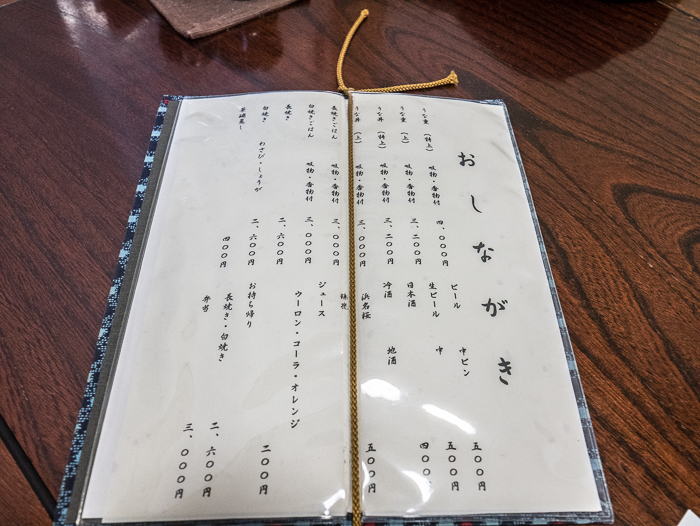 おしながき
うな重 (特上) 吸物・香物付 四、〇〇〇円
うな重 (上) 吸物・香物付 三、二〇〇円
うな丼 (特上) 吸物・香物付 三、二〇〇円
うな丼 (上) 吸物・香物付 三、〇〇〇円
長焼きごはん 吸物・香物付 三、〇〇〇円
白焼きごはん 吸物・香物付 三、〇〇〇円
長焼き 二、六〇〇円
白焼き わさび・しょうが 二、六〇〇円
茶碗蒸し 四〇〇円
ビール 中ビン 五〇〇円
生ビール 中 五〇〇円
日本酒 四〇〇円
冷酒 地酒
浜名桜 五〇〇円
ジュース
ウーロン・コーラ・オレンジ 二〇〇円
お持ち帰り
長焼き・白焼き 二、六〇〇円
弁当 三、〇〇〇円